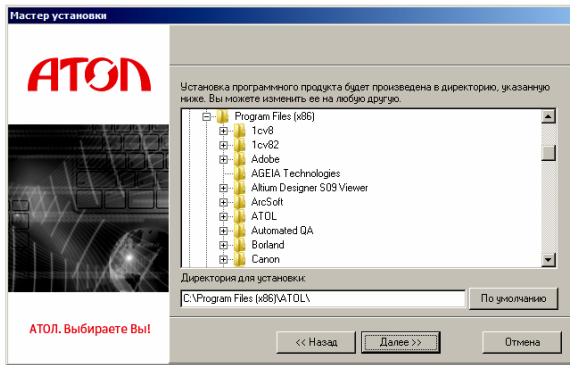 Мастер установки
АТОЛ
Установка программного продукта будет произведена в директорию, указанную
ниже. Вы можете изменить ее на любую другую.
Program Files (x86)
1cv8
1cv82
Adobe
AGEIA Technologies
Altium Designer S09 Viewer
ArcSoft
ATOL
Automated QA
Borland
Canon
Директория для установки:
C:\Program Files (x86)\ATOL\
По умолчанию
АТОЛ. Выбираете Вы!
<< Назад
Далее >>
Отмена